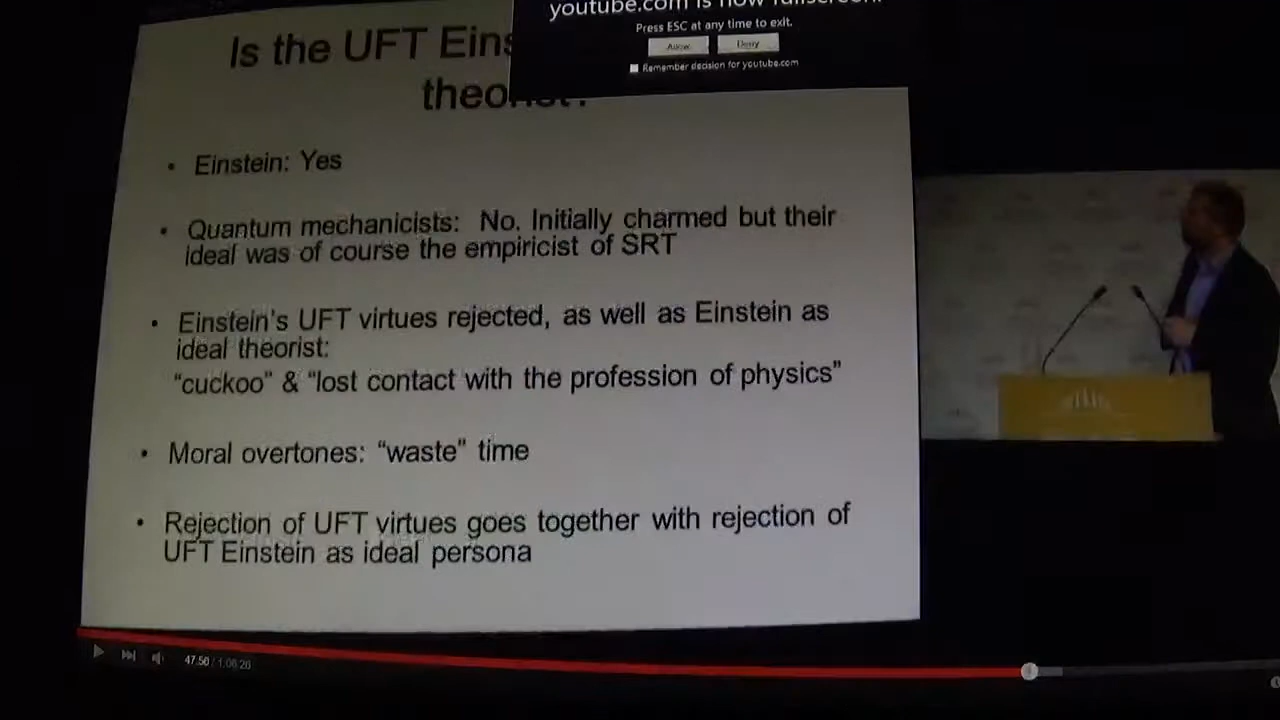 youtube.com is now fullscreen.
Press ESC at any time to exit.
Allow Deny
Remember decision for youtube.com
Is the UFT Eins
theorist?
• Einstein: Yes
• Quantum mechanicists: No. Initially charmed but their
ideal was of course the empiricist of SRT
• Einstein's UFT virtues rejected, as well as Einstein as
ideal theorist:
“cuckoo” & “lost contact with the profession of physics”
• Moral overtones: “waste” time
• Rejection of UFT virtues goes together with rejection of
UFT Einstein as ideal persona
47:50 / 1:06:26